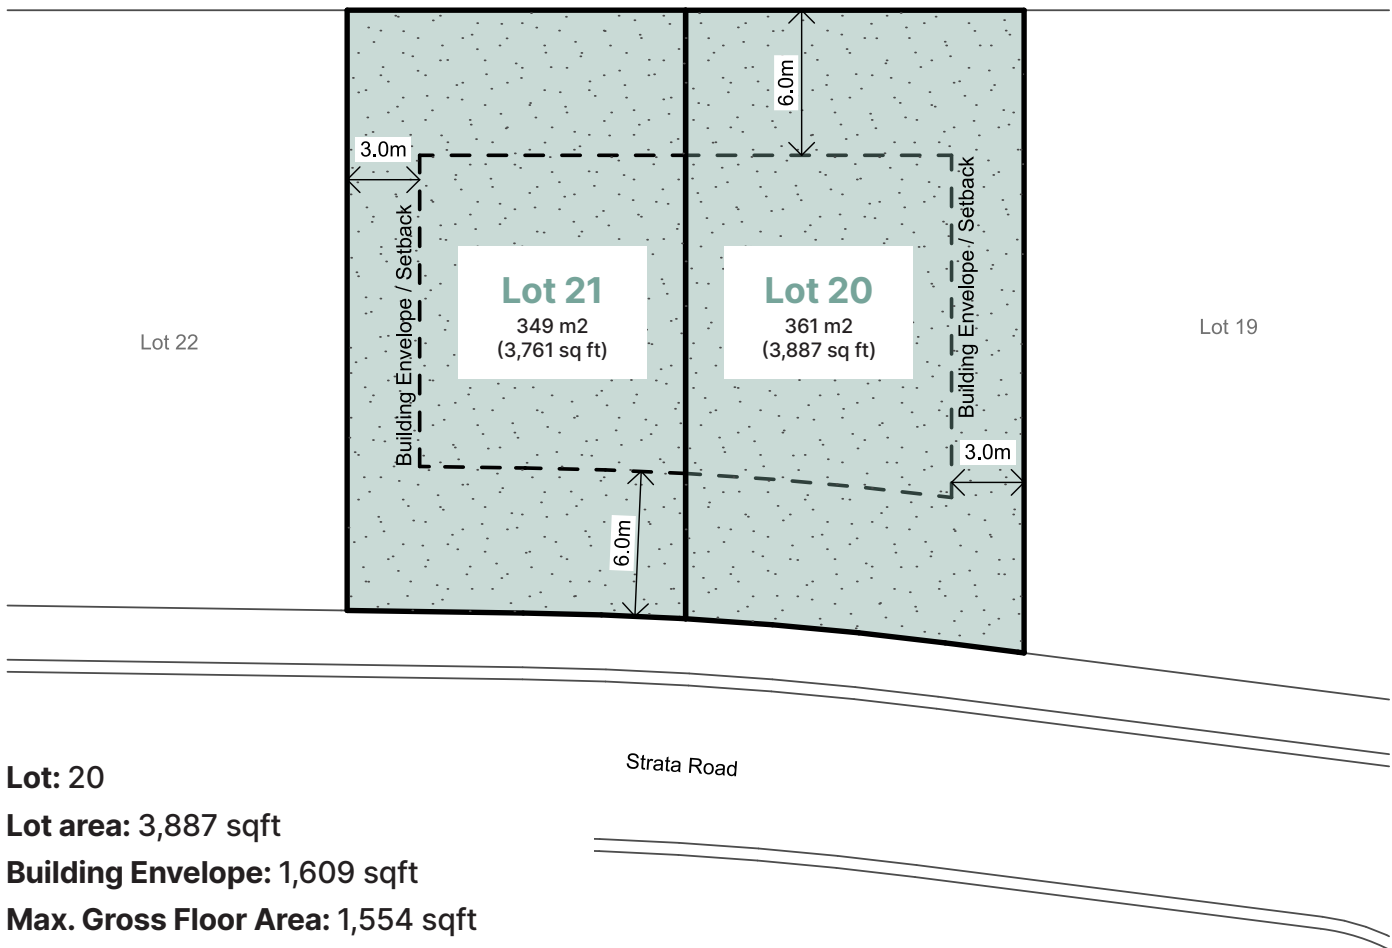 6.0m
3.0m
Building Envelope / Setback
Building Envelope / Setback
Lot 21
349 m2
(3,761 sq ft)
Lot 20
361 m2
(3,887 sq ft)
Lot 22
Lot 19
3.0m
6.0m
Strata Road
Lot: 20
Lot area: 3,887 sqft
Building Envelope: 1,609 sqft
Max. Gross Floor Area: 1,554 sqft